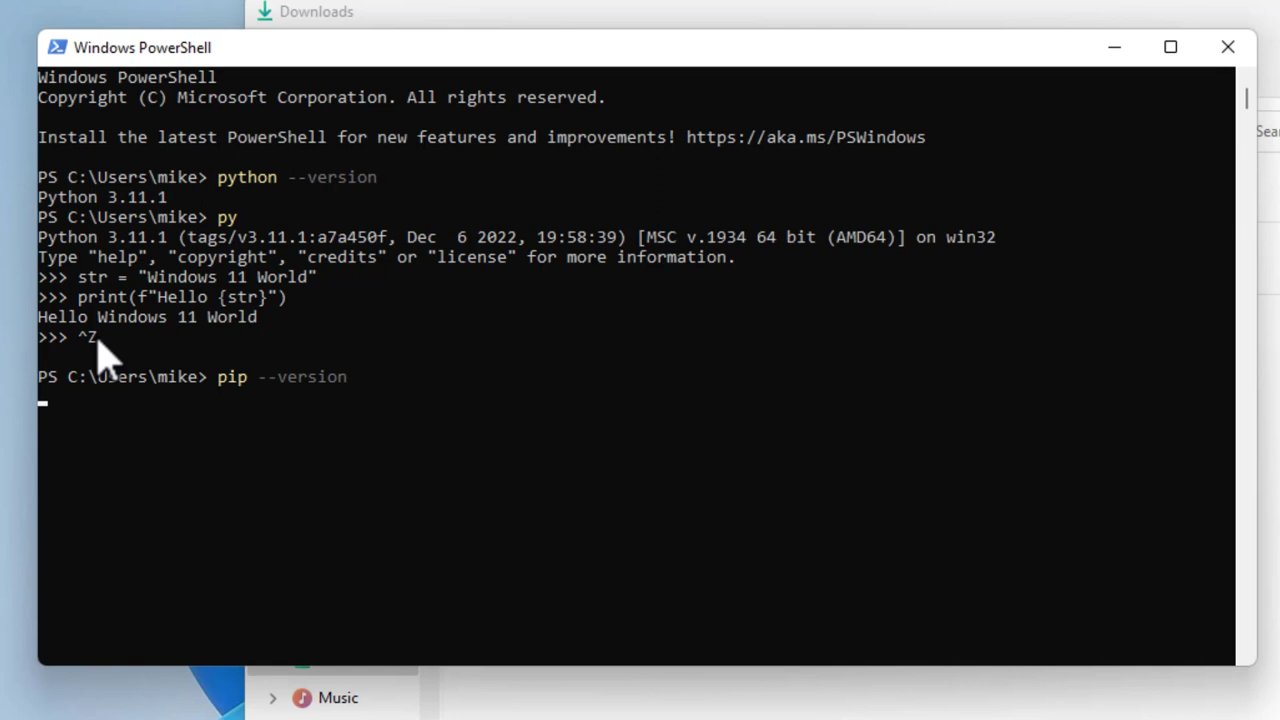 Downloads
Windows PowerShell
Windows PowerShell
Copyright (C) Microsoft Corporation. All rights reserved.
Install the latest PowerShell for new features and improvements! https://aka.ms/PSWindows
PS C:\Users\mike> python --version
Python 3.11.1
PS C:\Users\mike> py
Python 3.11.1 (tags/v3.11.1:a7a450f, Dec  6 2022, 19:58:39) [MSC v.1934 64 bit (AMD64)] on win32
Type "help", "copyright", "credits" or "license" for more information.
>>> str = "Windows 11 World"
>>> print(f"Hello {str}")
Hello Windows 11 World
>>> ^Z
PS C:\Users\mike> pip --version
Sear
Music